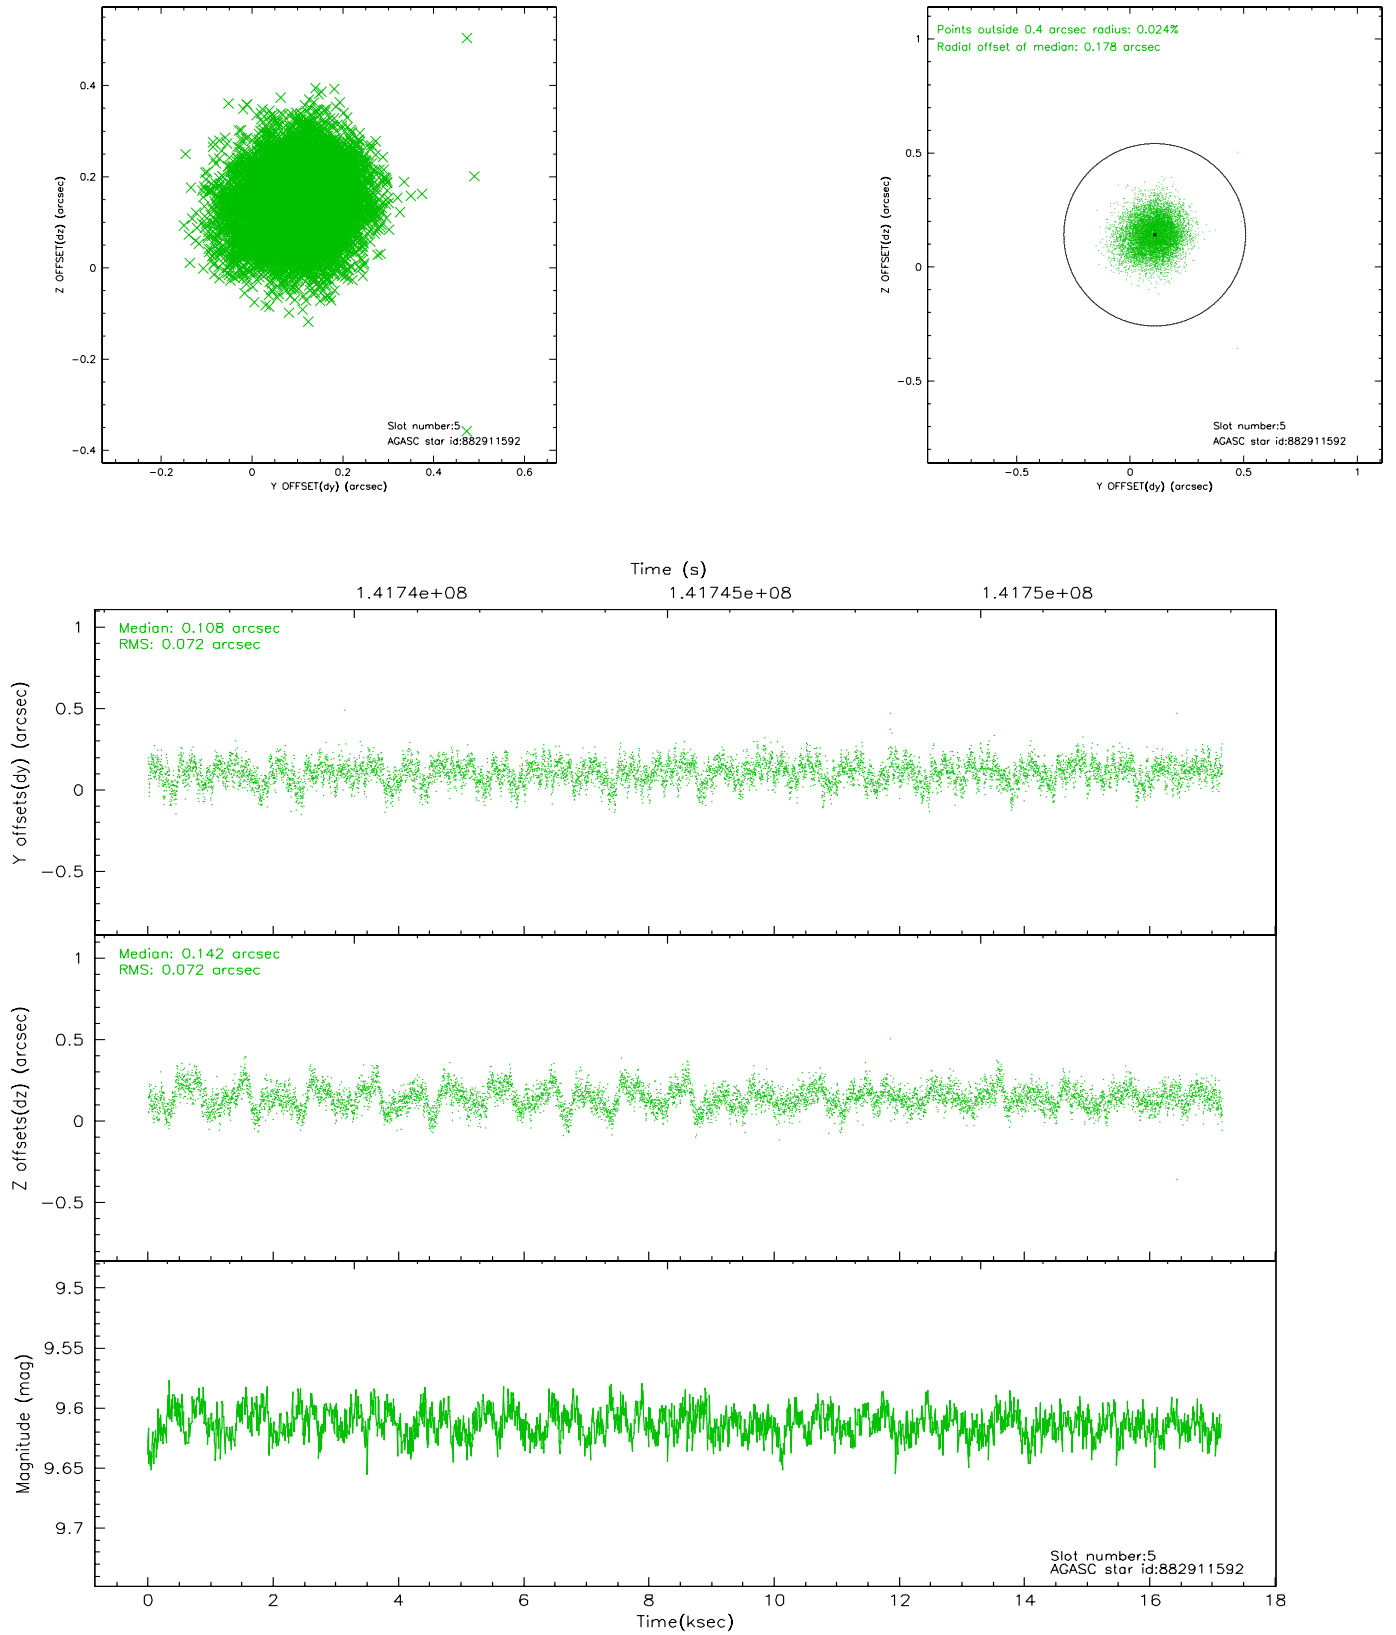 0.4
0.2
0
−0.2
−0.4
Z OFFSET(dz) (arcsec)
Slot number:5
AGASC star id:882911592
−0.2 0 0.2 0.4 0.6
Y OFFSET(dy) (arcsec)
Points outside 0.4 arcsec radius: 0.024%
Radial offset of median: 0.178 arcsec
1
0.5
0
−0.5
Z OFFSET(dz) (arcsec)
Slot number:5
AGASC star id:882911592
−0.5 0 0.5 1
Y OFFSET(dy) (arcsec)
Time (s)
1.4174e+08 1.41745e+08 1.4175e+08
Median: 0.108 arcsec
RMS: 0.072 arcsec
1
0.5
0
−0.5
Y offsets(dy) (arcsec)
Median: 0.142 arcsec
RMS: 0.072 arcsec
1
0.5
0
−0.5
Z offsets(dz) (arcsec)
9.5
9.55
9.6
9.65
9.7
Magnitude (mag)
Slot number:5
AGASC star id:882911592
0 2 4 6 8 10 12 14 16 18
Time(ksec)